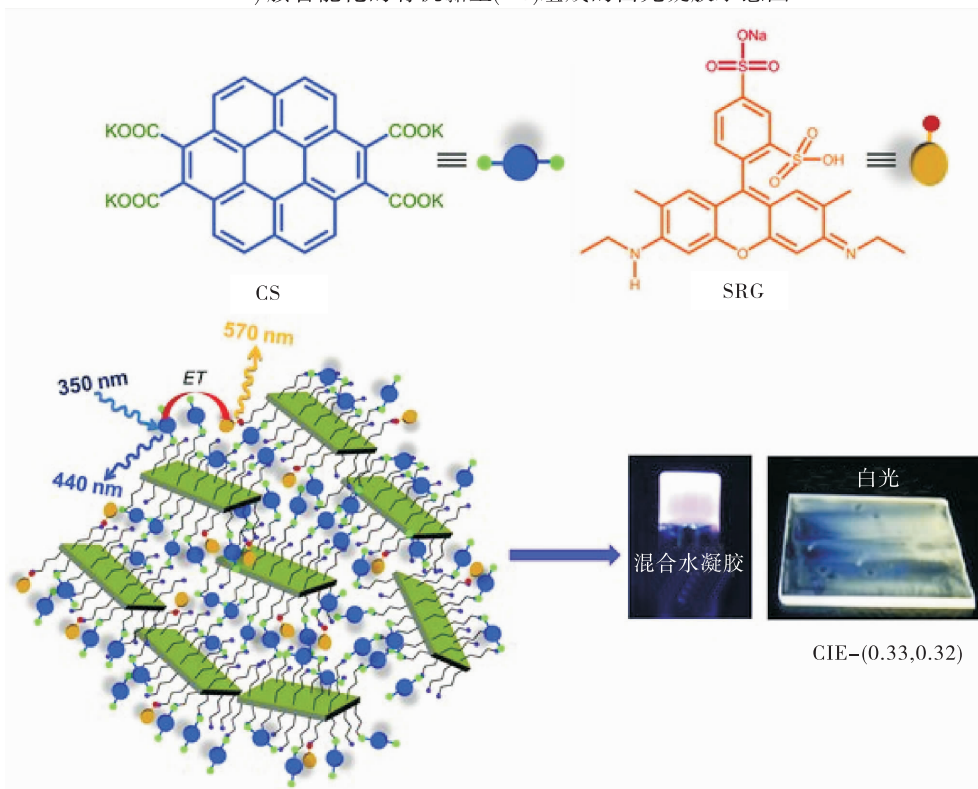 ONa
O=S=O
KOOC
COOK
KOOC
COOK
O
S
OH
O
N
H
O
N
CS
SRG
570 nm
350 nm
ET
440 nm
白光
混合水凝胶
CIE-(0.33,0.32)